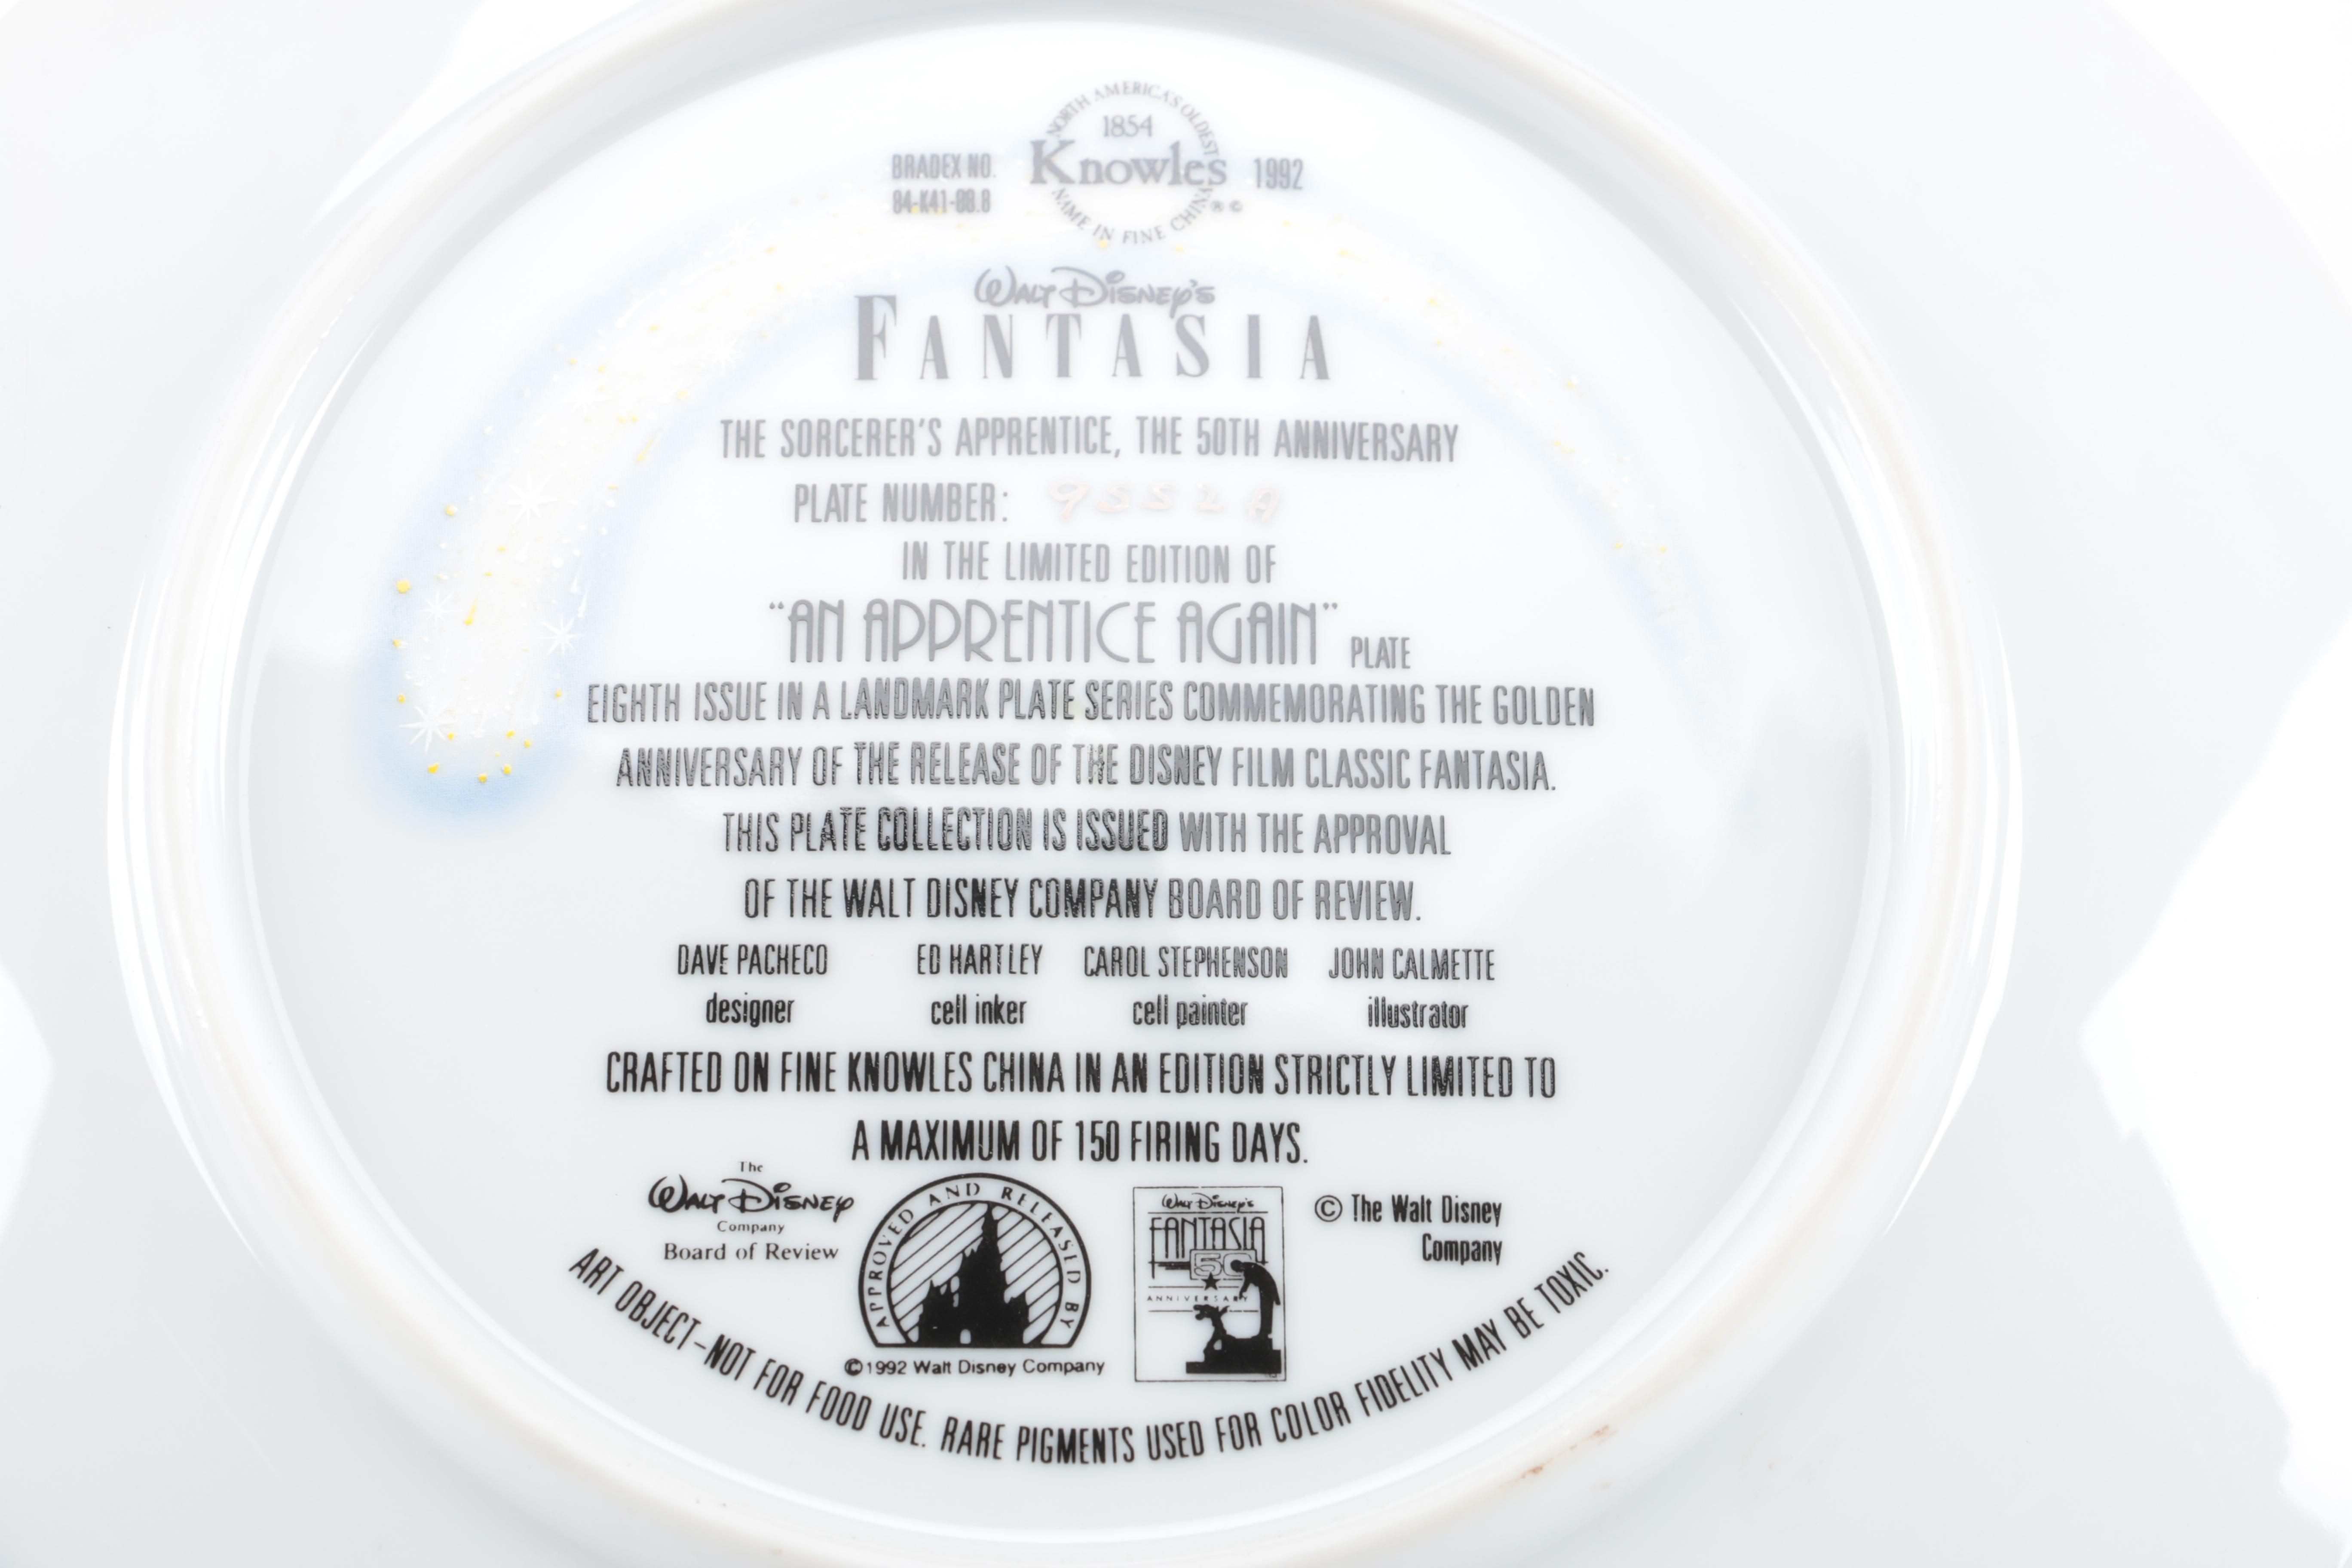 NORTH AMERICA'S OLDEST
1854
BRADEX NO. Knowles 1992
84-K41-
NAME IN FINE CHINA ® ©
WALT DISNEY'S
FANTASIA
THE SORCERER'S APPRENTICE, THE 50TH ANNIVERSARY
PLATE NUMBER: 9552A
IN THE LIMITED EDITION OF
"AN APPRENTICE AGAIN" PLATE
EIGHTH ISSUE IN A LANDMARK PLATE SERIES COMMEMORATING THE GOLDEN
ANNIVERSARY OF THE RELEASE OF THE DISNEY FILM CLASSIC FANTASIA.
THIS PLATE COLLECTION IS ISSUED WITH THE APPROVAL
OF THE WALT DISNEY COMPANY BOARD OF REVIEW.
DAVE PACHECO ED HARTLEY CAROL STEPHENSON JOHN CALMETTE
designer cell inker cell painter illustrator
CRAFTED ON FINE KNOWLES CHINA IN AN EDITION STRICTLY LIMITED TO
A MAXIMUM OF 150 FIRING DAYS.
The
WALT DISNEY
Company
Board of Review
APPROVED AND RELEASED BY
©1992 Walt Disney Company
Walt Disney's
FANTASIA
50
ANNIVERSARY
© The Walt Disney
Company
ART OBJECT–NOT FOR FOOD USE. RARE PIGMENTS USED FOR COLOR FIDELITY MAY BE TOXIC.